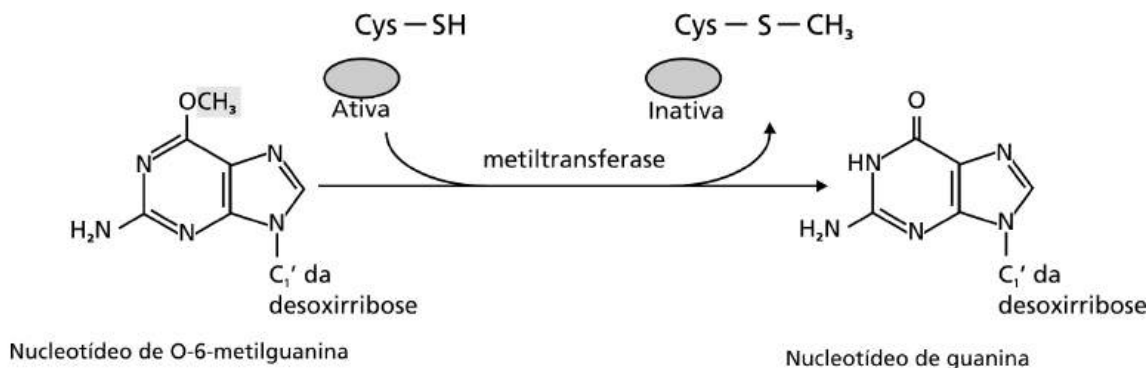 Cys — SH
Cys — S — CH₃
Ativa
Inativa
metiltransferase
OCH₃
N
N
H₂N
N
N
C₁′ da
desoxirribose
O
HN
N
H₂N
N
N
C₁′ da
desoxirribose
Nucleotídeo de O-6-metilguanina
Nucleotídeo de guanina